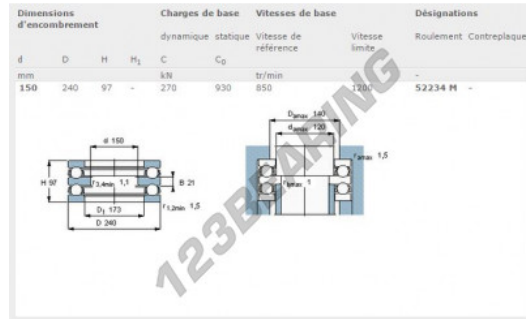 Dimensions d'encombrement Charges de base Vitesses de base Désignations
dynamique statique Vitesse de référence Vitesse limite Roulement Contreplaque
d D H H1 C C0
mm kN tr/min -
150 240 97 - 270 930 850 1200 52234 M -
Damax 140
damax 120
d 150
ramax 1,5
H 97
r3,4min 1,1
B 21
rbmax 1
r1,2min 1,5
D1 173
D 240
123BEARING